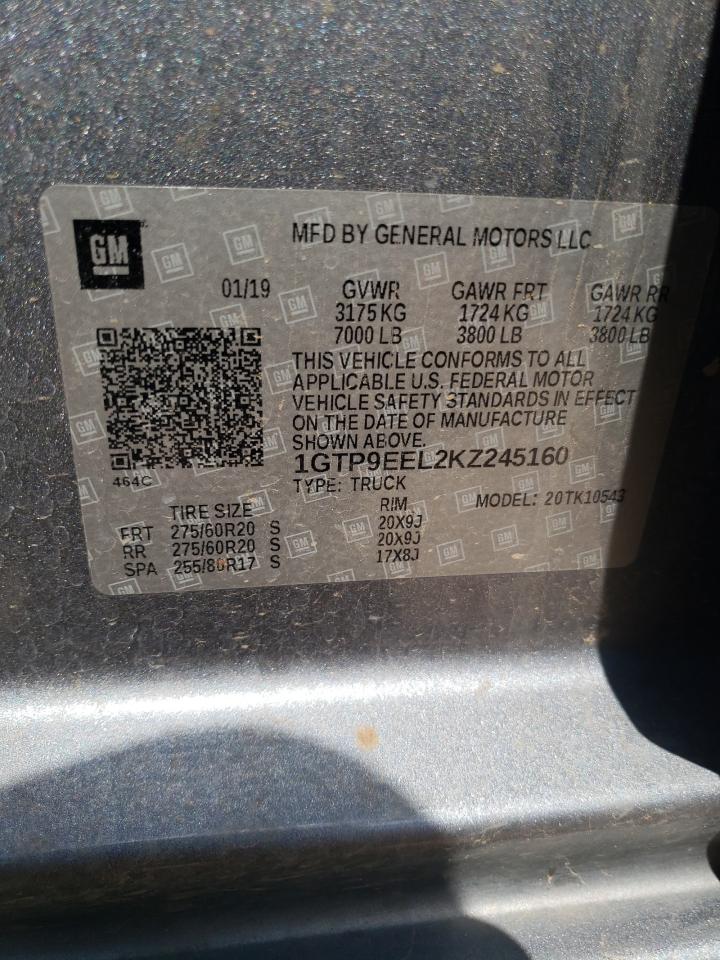 GM
MFD BY GENERAL MOTORS LLC
01/19 GVWR GAWR FRT GAWR RR
3175 KG 1724 KG 1724 KG
7000 LB 3800 LB 3800 LB
THIS VEHICLE CONFORMS TO ALL
APPLICABLE U.S. FEDERAL MOTOR
VEHICLE SAFETY STANDARDS IN EFFECT
ON THE DATE OF MANUFACTURE
SHOWN ABOVE.
1GTP9EEL2KZ245160
464C
TYPE: TRUCK
MODEL: 20TK10543
TIRE SIZE RIM
FRT 275/60R20 S 20X9J
RR 275/60R20 S 20X9J
SPA 255/80R17 S 17X8J